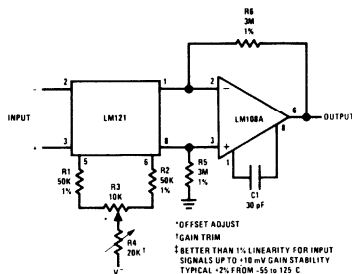 R6
3M
1%
2
1
2
6
INPUT
LM121
LM108A
OUTPUT
3
8
3
8
5
6
1
R1
50K
1%
R3
10K
*
R2
50K
1%
R5
3M
1%
C1
30 pF
R4
20K†
V−
*OFFSET ADJUST
†GAIN TRIM
‡ BETTER THAN 1% LINEARITY FOR INPUT
SIGNALS UP TO ±10 mV GAIN STABILITY
TYPICAL +2% FROM -55 to 125 C